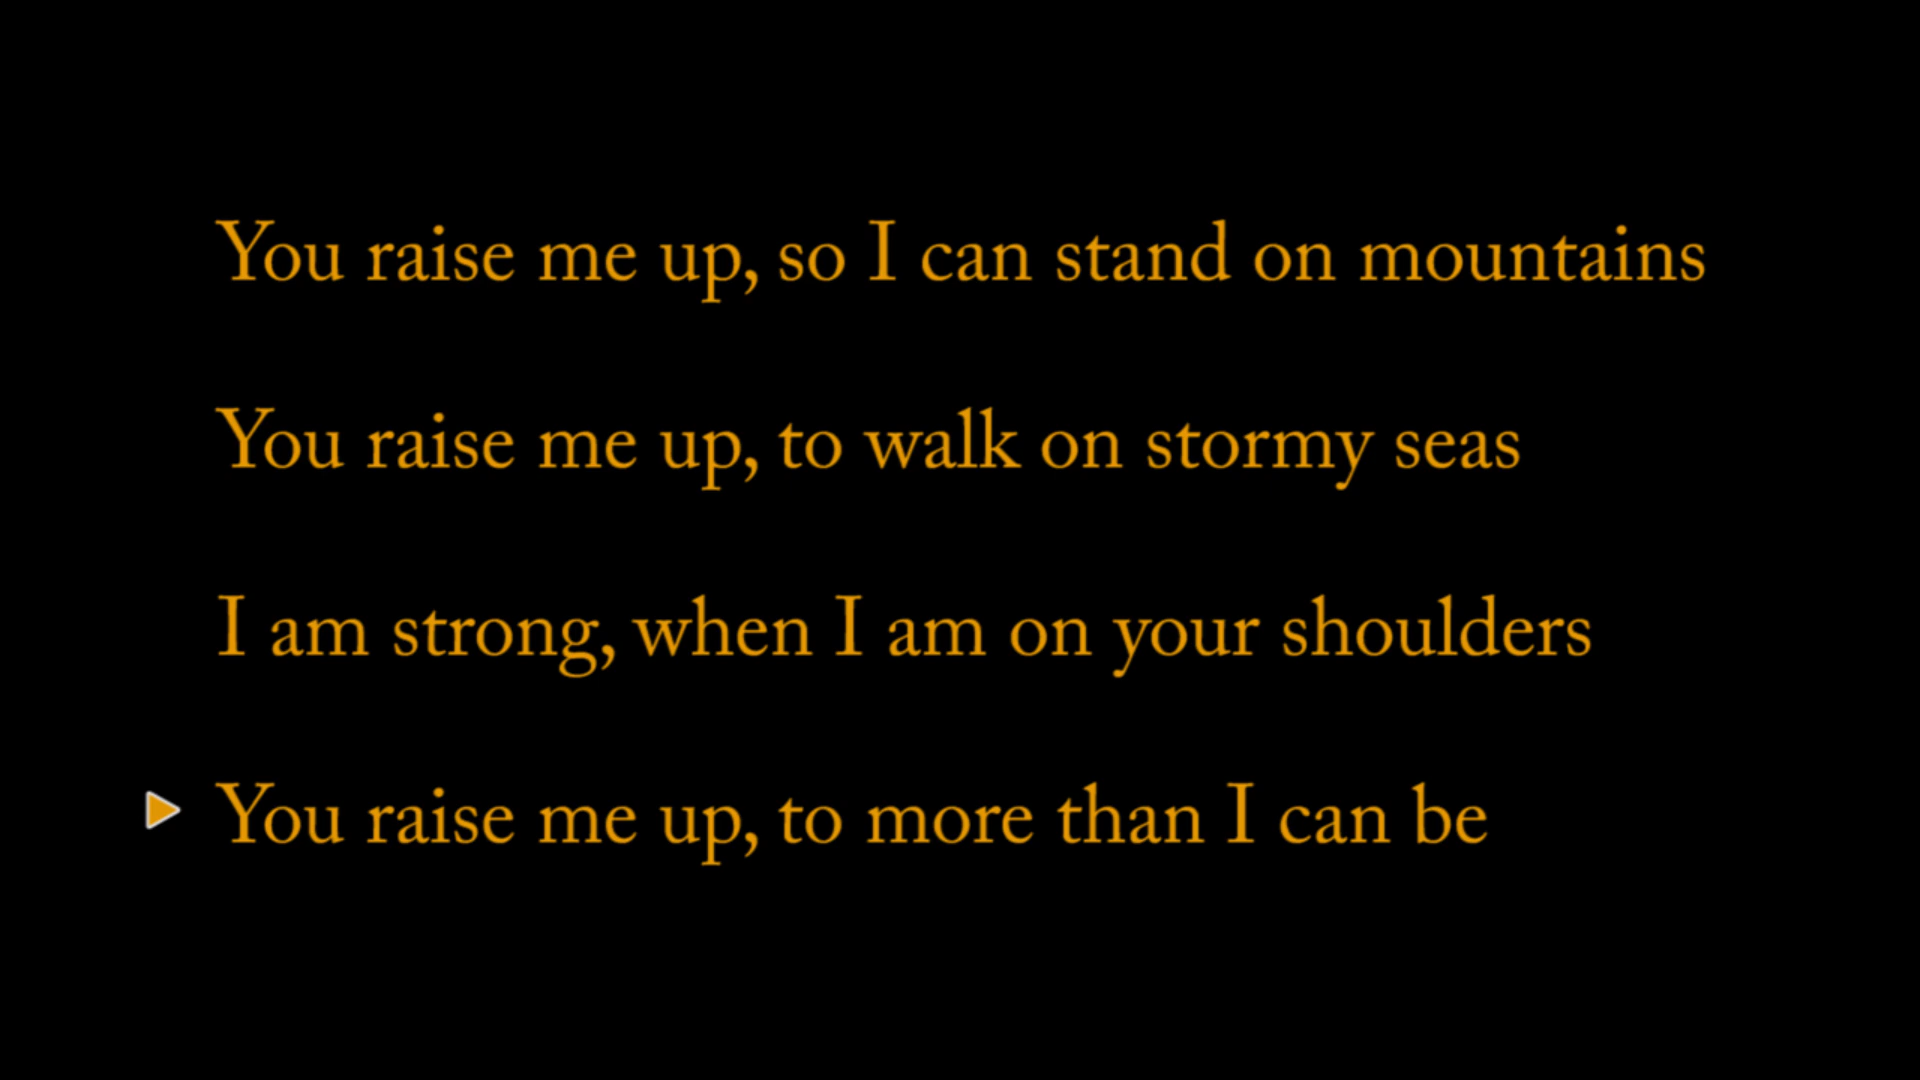 You raise me up, so I can stand on mountains
You raise me up, to walk on stormy seas
I am strong, when I am on your shoulders
You raise me up, to more than I can be